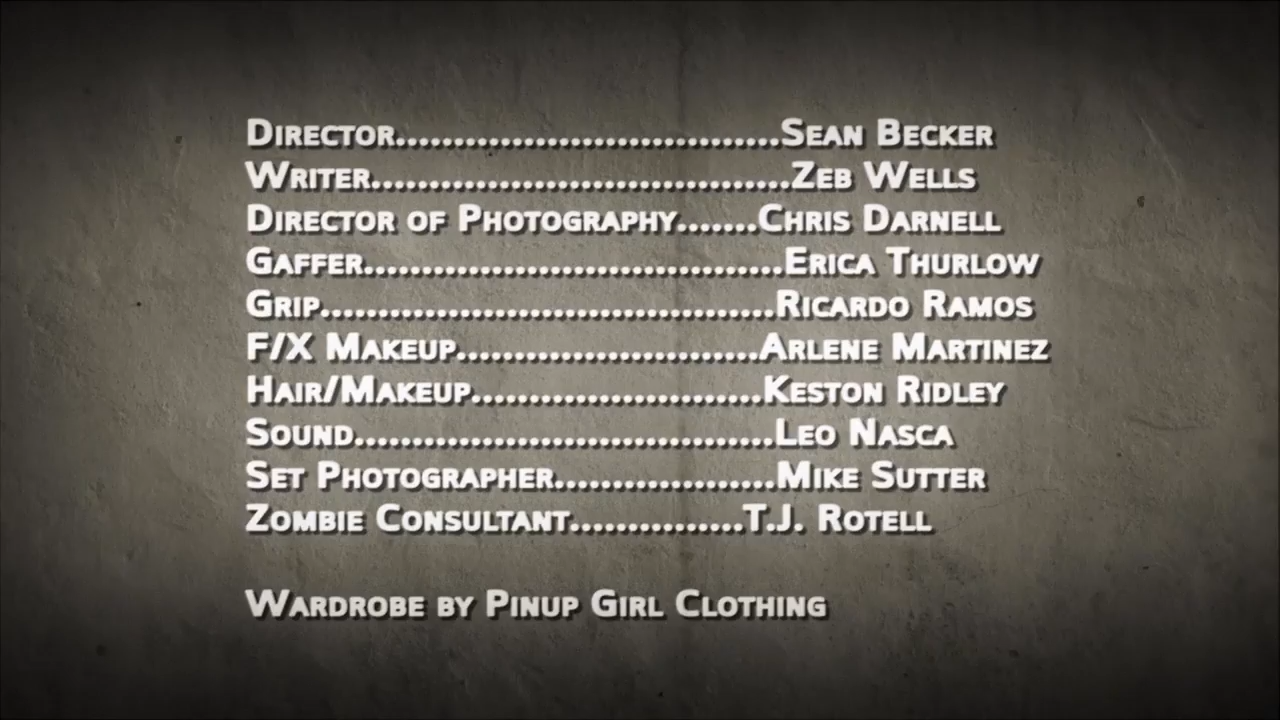 Director.................................Sean Becker
Writer....................................Zeb Wells
Director of Photography.......Chris Darnell
Gaffer....................................Erica Thurlow
Grip.......................................Ricardo Ramos
F/X Makeup..........................Arlene Martinez
Hair/Makeup.........................Keston Ridley
Sound....................................Leo Nasca
Set Photographer...................Mike Sutter
Zombie Consultant...............T.J. Rotell
Wardrobe by Pinup Girl Clothing